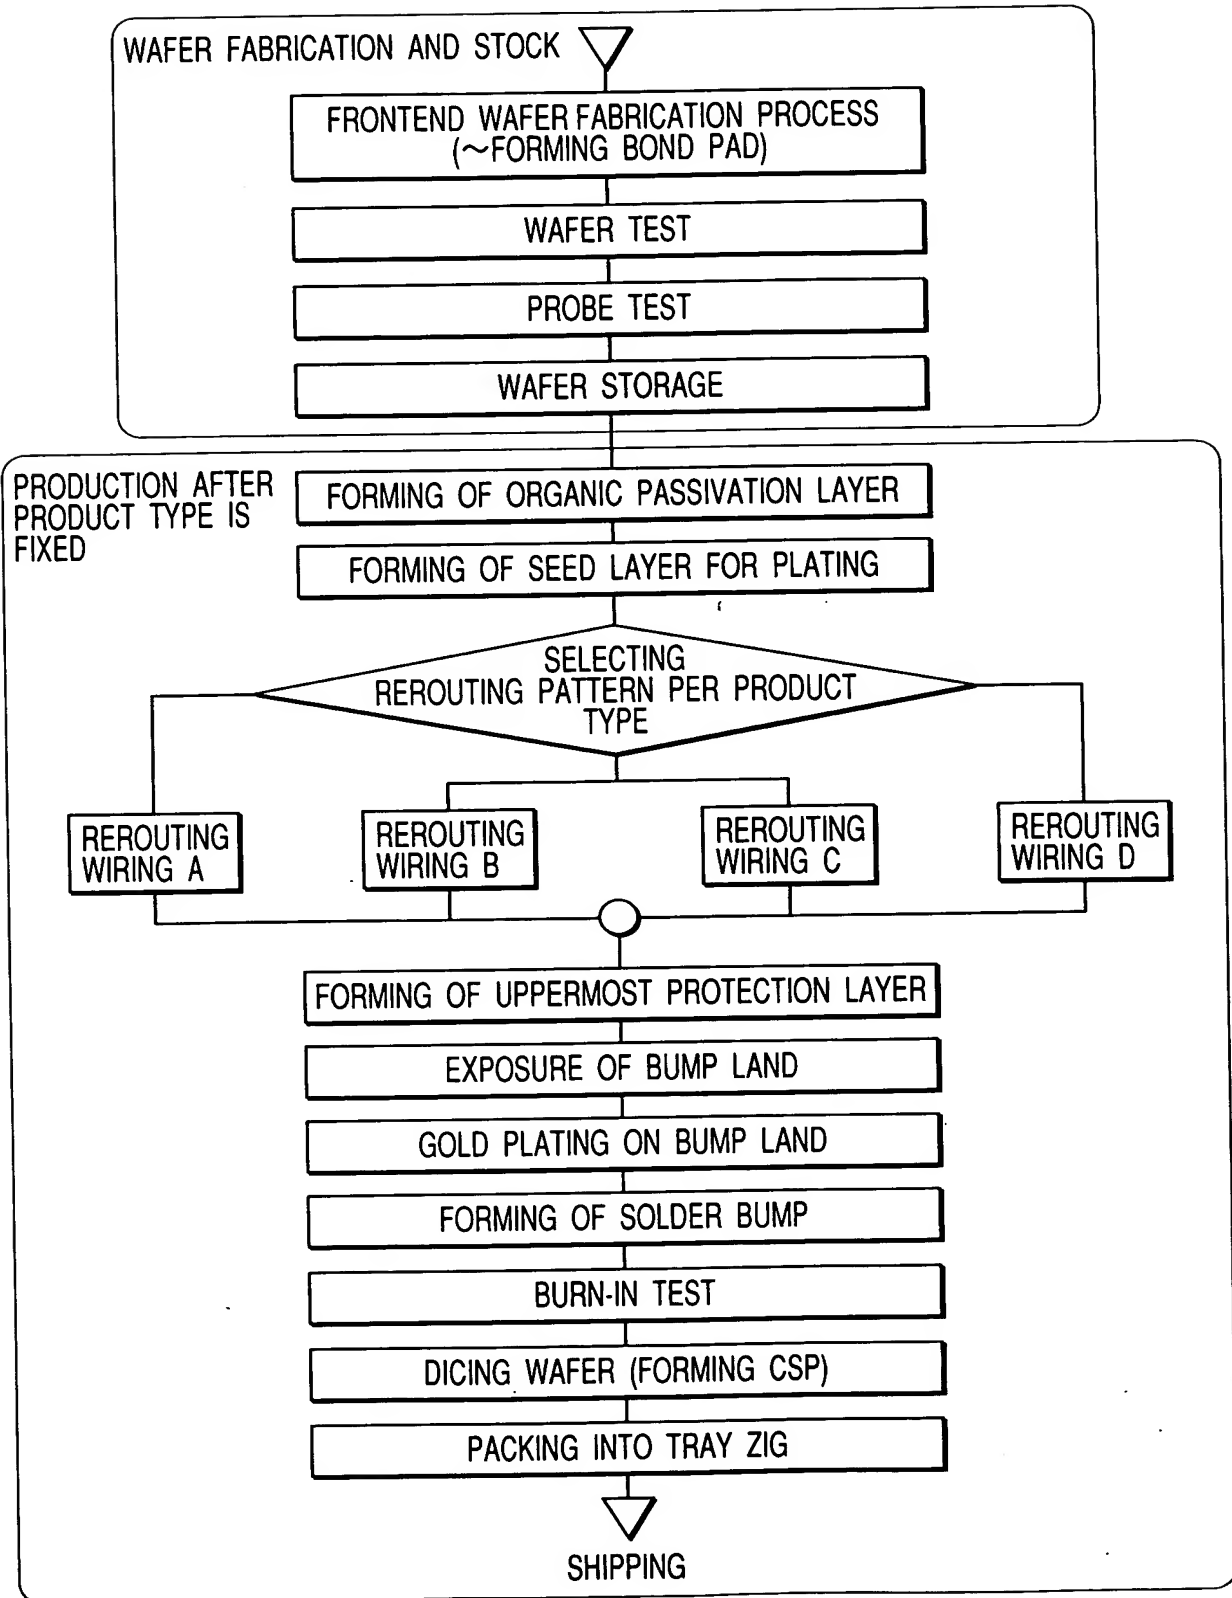 WAFER FABRICATION AND STOCK
FRONTEND WAFER FABRICATION PROCESS
(~FORMING BOND PAD)
WAFER TEST
PROBE TEST
WAFER STORAGE
PRODUCTION AFTER
PRODUCT TYPE IS
FIXED
FORMING OF ORGANIC PASSIVATION LAYER
FORMING OF SEED LAYER FOR PLATING
SELECTING
REROUTING PATTERN PER PRODUCT
TYPE
REROUTING
WIRING A
REROUTING
WIRING B
REROUTING
WIRING C
REROUTING
WIRING D
FORMING OF UPPERMOST PROTECTION LAYER
EXPOSURE OF BUMP LAND
GOLD PLATING ON BUMP LAND
FORMING OF SOLDER BUMP
BURN-IN TEST
DICING WAFER (FORMING CSP)
PACKING INTO TRAY ZIG
SHIPPING